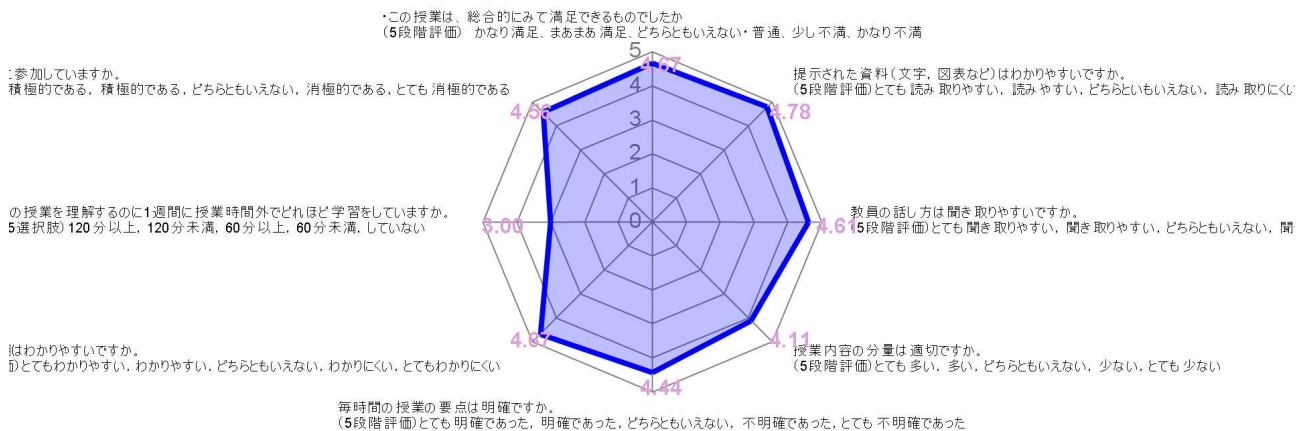 ・この授業は、総合的にみて満足できるものでしたか
(5段階評価) かなり満足、まあまあ満足、どちらともいえない・普通、少し不満、かなり不満
5
4.67
に参加していますか。
積極的である, 積極的である, どちらともいえない, 消極的である, とても消極的である
提示された資料(文字, 図表など)はわかりやすいですか。
(5段階評価)とても読み取りやすい, 読みやすい, どちらといもいえない, 読み取りにくい
4.56
4
4.78
3
2
1
の授業を理解するのに1週間に授業時間外でどれほど学習をしていますか。
5選択肢)120分以上, 120分未満, 60分以上, 60分未満, していない
3.00
0
教員の話し方は聞き取りやすいですか。
4.61
(5段階評価)とても聞き取りやすい, 聞き取りやすい, どちらともいえない, 聞
4.67
4.11
はわかりやすいですか。
)とてもわかりやすい, わかりやすい, どちらともいえない, わかりにくい, とてもわかりにくい
授業内容の分量は適切ですか。
(5段階評価)とても多い, 多い, どちらともいえない, 少ない, とても少ない
4.44
毎時間の授業の要点は明確ですか。
(5段階評価)とても明確であった, 明確であった, どちらともいえない, 不明確であった, とても不明確であった